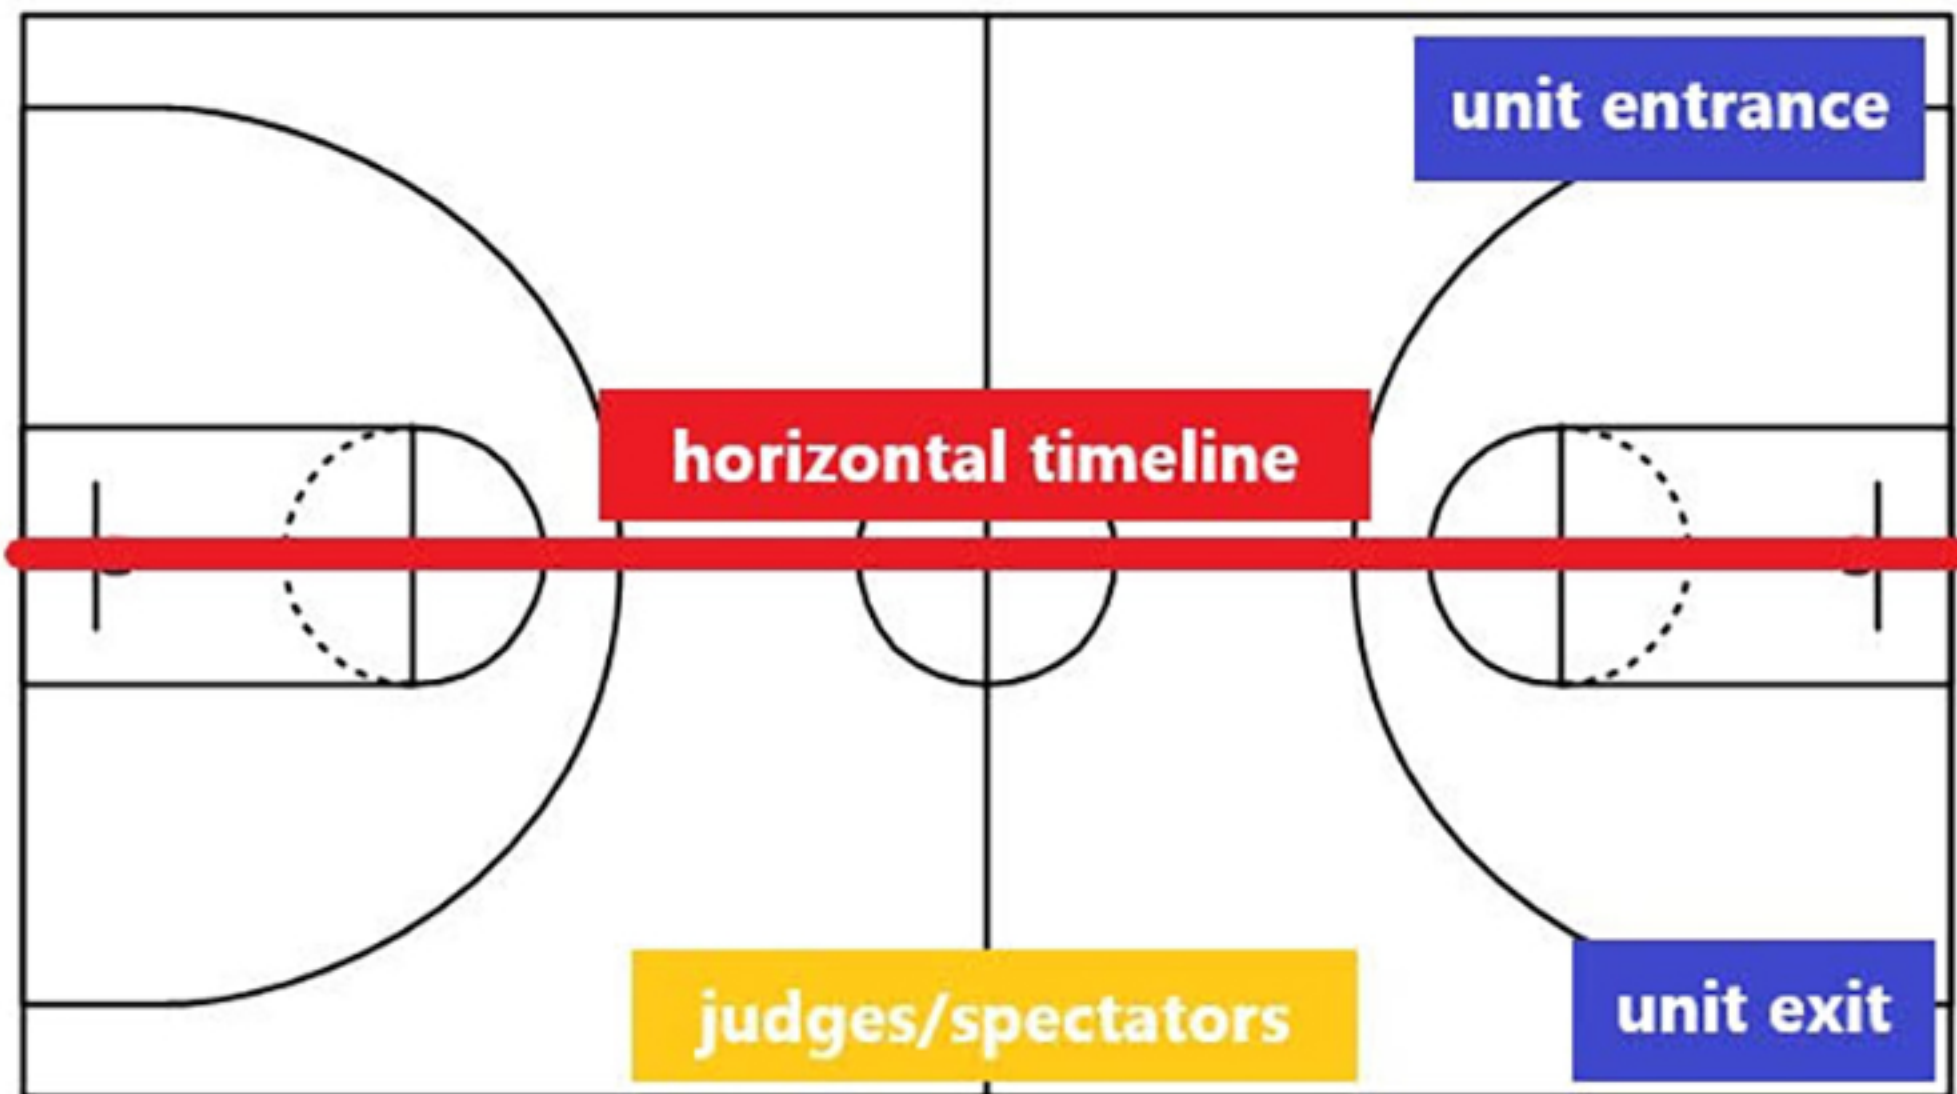 unit entrance
horizontal timeline
judges/spectators
unit exit